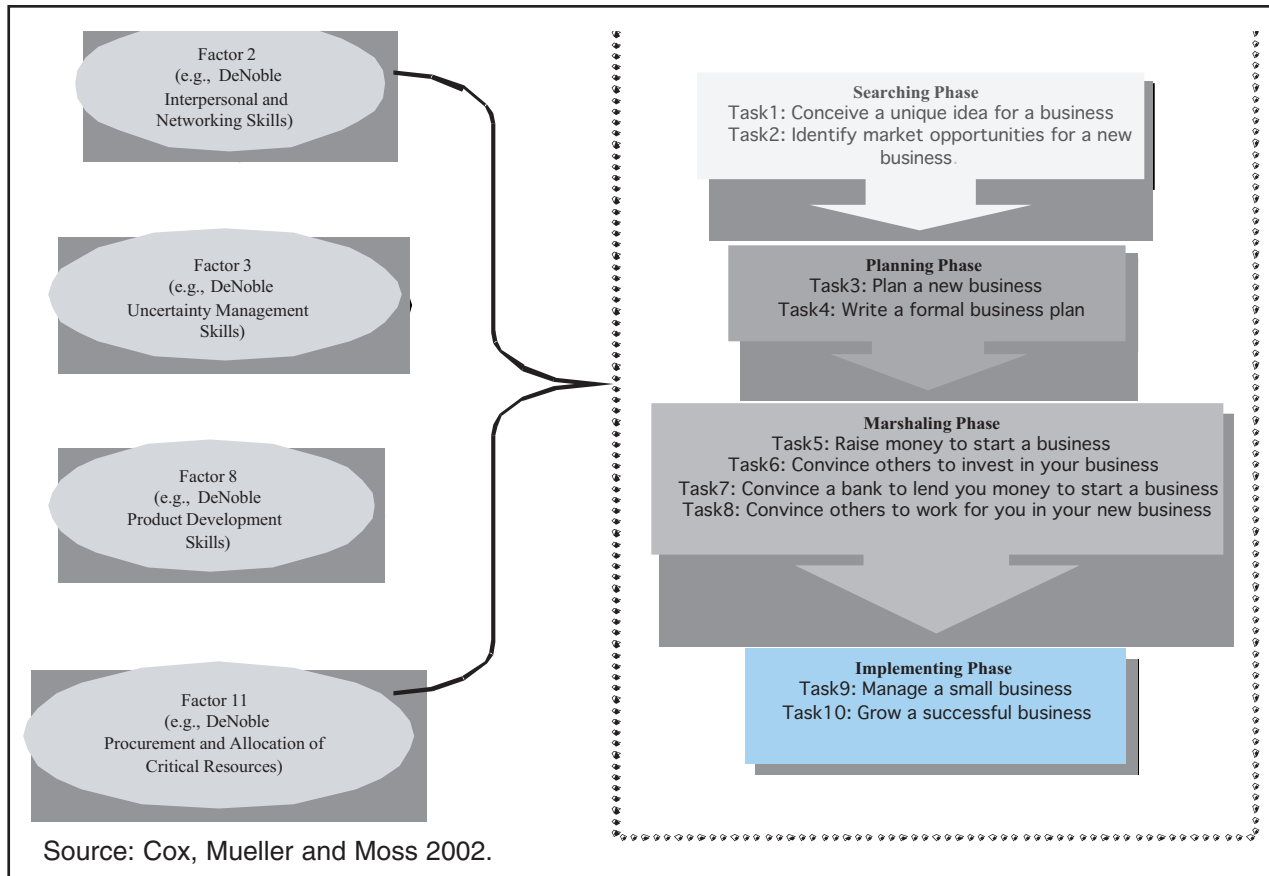 Factor 2
(e.g., DeNoble
Interpersonal and
Networking Skills)
Factor 3
(e.g., DeNoble
Uncertainty Management
Skills)
Factor 8
(e.g., DeNoble
Product Development
Skills)
Factor 11
(e.g., DeNoble
Procurement and Allocation of
Critical Resources)
Searching Phase
Task1: Conceive a unique idea for a business
Task2: Identify market opportunities for a new
business.
Planning Phase
Task3: Plan a new business
Task4: Write a formal business plan
Marshaling Phase
Task5: Raise money to start a business
Task6: Convince others to invest in your business
Task7: Convince a bank to lend you money to start a business
Task8: Convince others to work for you in your new business
Implementing Phase
Task9: Manage a small business
Task10: Grow a successful business
Source: Cox, Mueller and Moss 2002.